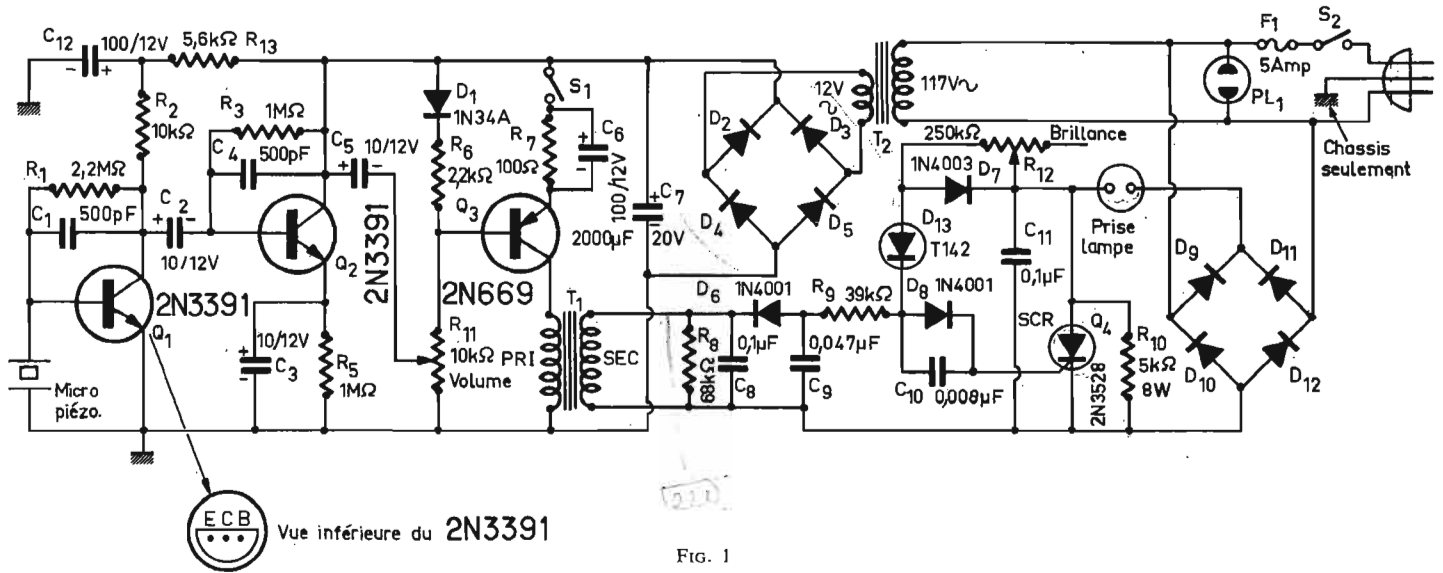 C12
100/12V
5,6kΩ
R13
R2
10kΩ
R3
1MΩ
C4
500pF
C5
10/12V
R1
2,2MΩ
C1
500pF
C2
10/12V
2N3391
Q1
Q2
2N3391
10/12V
C3
R5
1MΩ
Micro
piézo.
D1
1N34A
R6
2,2kΩ
Q3
2N669
R11
10kΩ
Volume
S1
R7
100Ω
C6
100/12V
C7
2000µF
20V
T1
PRI
SEC
D2
D3
D4
D5
12V
T2
117V~
F1
5Amp
S2
PL1
Chassis
seulement
250kΩ
Brillance
R12
1N4003
D7
D13
T142
C11
0,1µF
Prise
lampe
D6
1N4001
R9
39kΩ
D8
1N4001
R8
68kΩ
0,1µF
C8
0,047µF
C9
C10
0,008µF
SCR
Q4
2N3528
R10
5kΩ
8W
D9
D11
D10
D12
E C B
Vue inférieure du 2N3391
FIG. 1